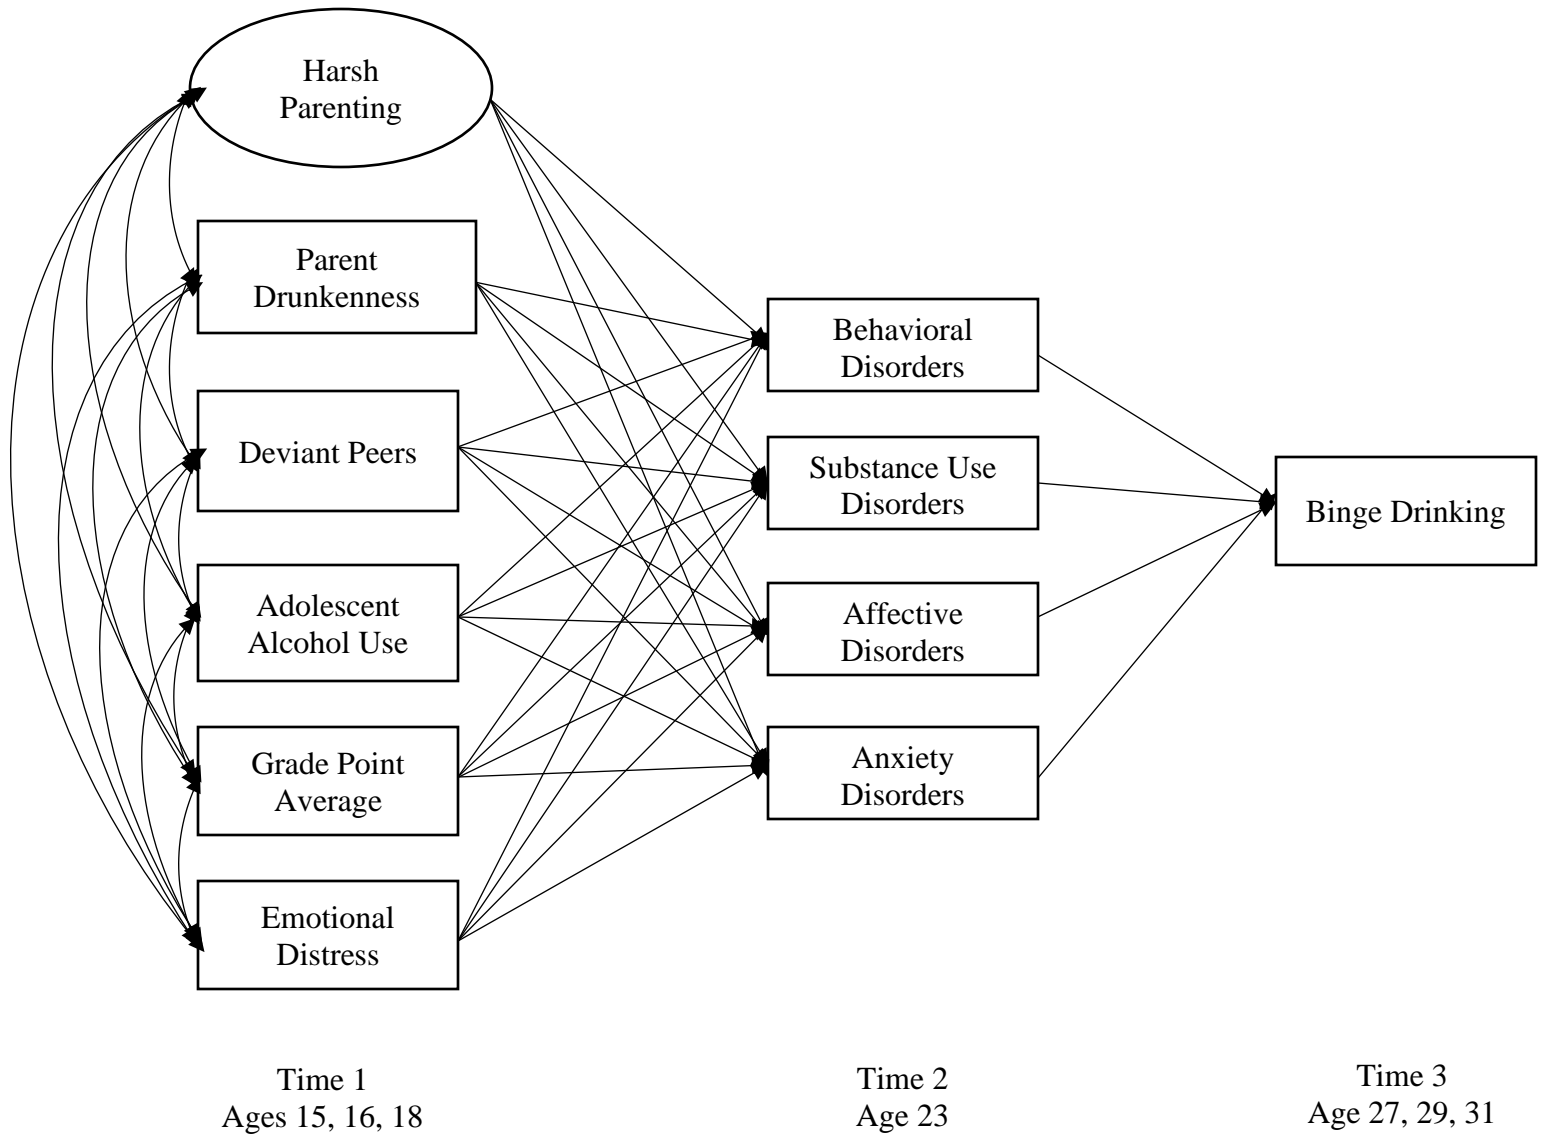 Harsh
Parenting
Parent
Drunkenness
Deviant Peers
Adolescent
Alcohol Use
Grade Point
Average
Emotional
Distress
Behavioral
Disorders
Substance Use
Disorders
Affective
Disorders
Anxiety
Disorders
Binge Drinking
Time 1
Ages 15, 16, 18
Time 2
Age 23
Time 3
Age 27, 29, 31